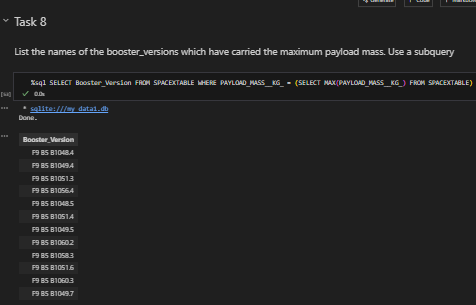 Generate
Code
Markdown
Task 8
List the names of the booster_versions which have carried the maximum payload mass. Use a subquery
%sql SELECT Booster_Version FROM SPACEXTABLE WHERE PAYLOAD_MASS__KG_ = (SELECT MAX(PAYLOAD_MASS__KG_) FROM SPACEXTABLE)
0.0s
* sqlite:///my_data1.db
Done.
Booster_Version
F9 B5 B1048.4
F9 B5 B1049.4
F9 B5 B1051.3
F9 B5 B1056.4
F9 B5 B1048.5
F9 B5 B1051.4
F9 B5 B1049.5
F9 B5 B1060.2
F9 B5 B1058.3
F9 B5 B1051.6
F9 B5 B1060.3
F9 B5 B1049.7